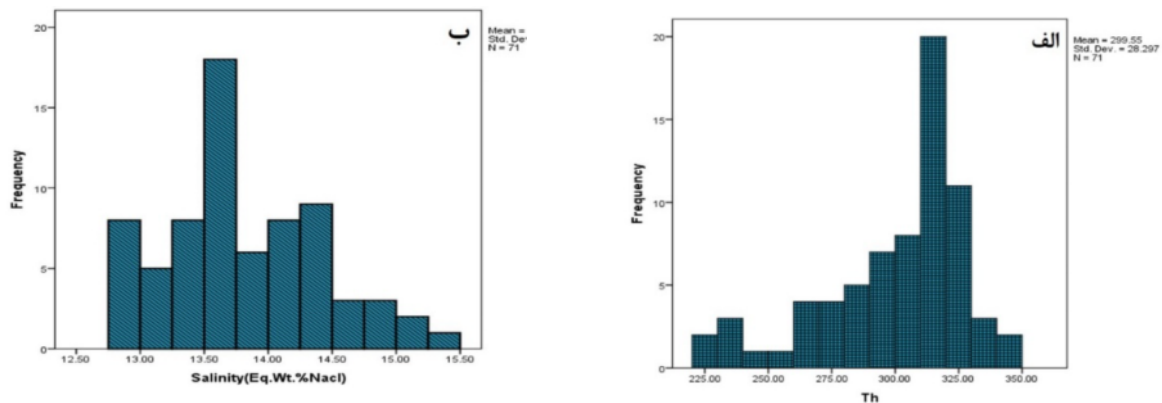 ب
Mean =
Std. De
N = 71
20
15
10
5
0
Frequency
12.50 13.00 13.50 14.00 14.50 15.00 15.50
Salinity(Eq.Wt.%Nacl)
الف
Mean = 299.55
Std. Dev. = 28.297
N = 71
20
15
10
5
0
Frequency
225.00 250.00 275.00 300.00 325.00 350.00
Th